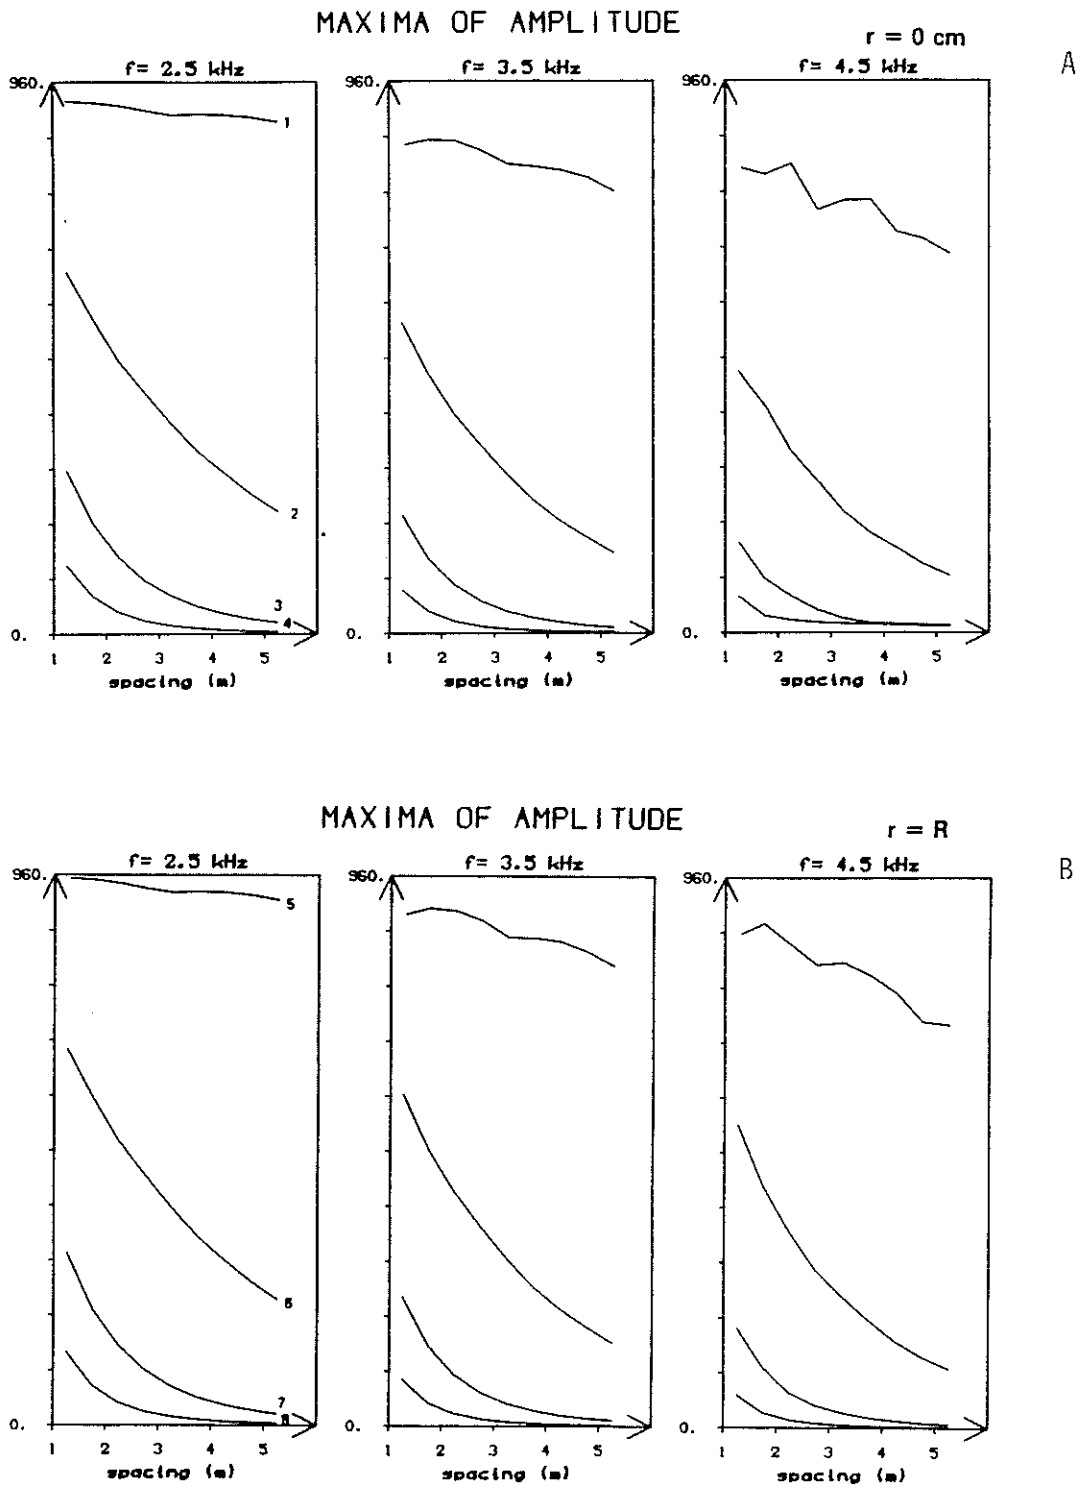 MAXIMA OF AMPLITUDE
r = 0 cm
A
f= 2.5 kHz
f= 3.5 kHz
f= 4.5 kHz
960.
960.
960.
1
2
3
4
0.
0.
0.
1 2 3 4 5
1 2 3 4 5
1 2 3 4 5
spacing (m)
spacing (m)
spacing (m)
MAXIMA OF AMPLITUDE
r = R
B
f= 2.5 kHz
f= 3.5 kHz
f= 4.5 kHz
960.
960.
960.
5
6
7
8
0.
0.
0.
1 2 3 4 5
1 2 3 4 5
1 2 3 4 5
spacing (m)
spacing (m)
spacing (m)